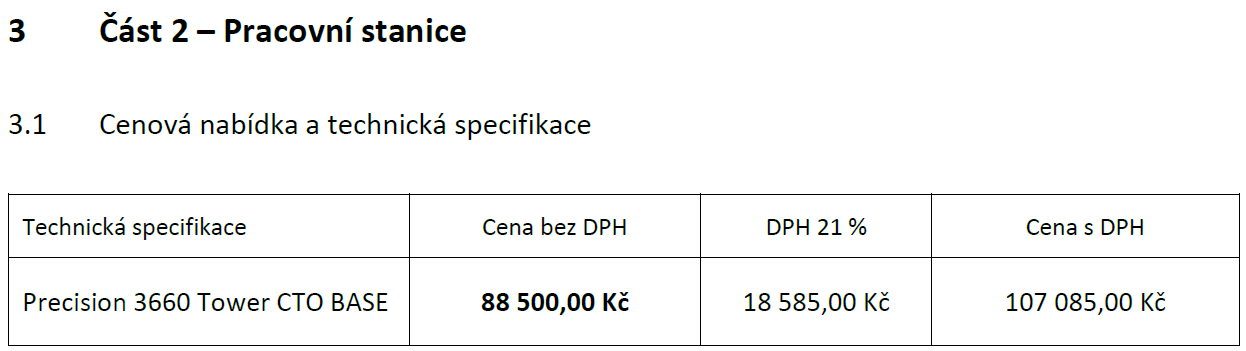 3 Část 2 – Pracovní stanice
3.1 Cenová nabídka a technická specifikace
Technická specifikace Cena bez DPH DPH 21 % Cena s DPH
Precision 3660 Tower CTO BASE 88 500,00 Kč 18 585,00 Kč 107 085,00 Kč